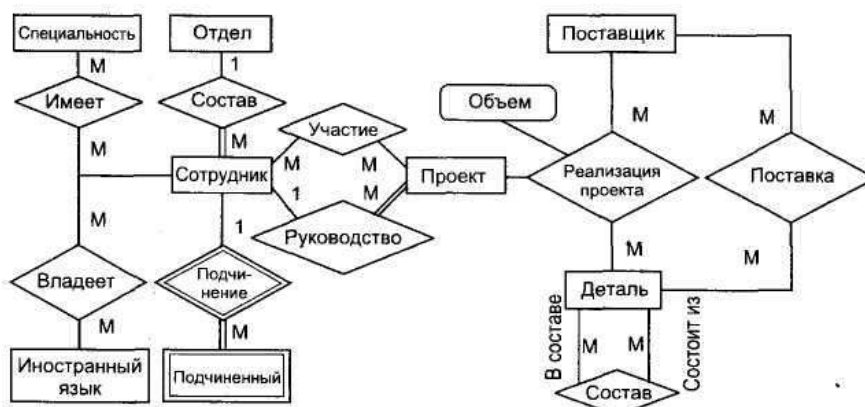 Специальность
Отдел
Поставщик
М
1
Имеет
Состав
Объем
Участие
М
М
М
М
М
М
Сотрудник
Проект
Реализация
проекта
Поставка
1
М
М
1
Руководство
М
М
Владеет
Подчи-
нение
Деталь
М
М
В составе
М
М
Состоит из
Иностранный
язык
Подчиненный
Состав